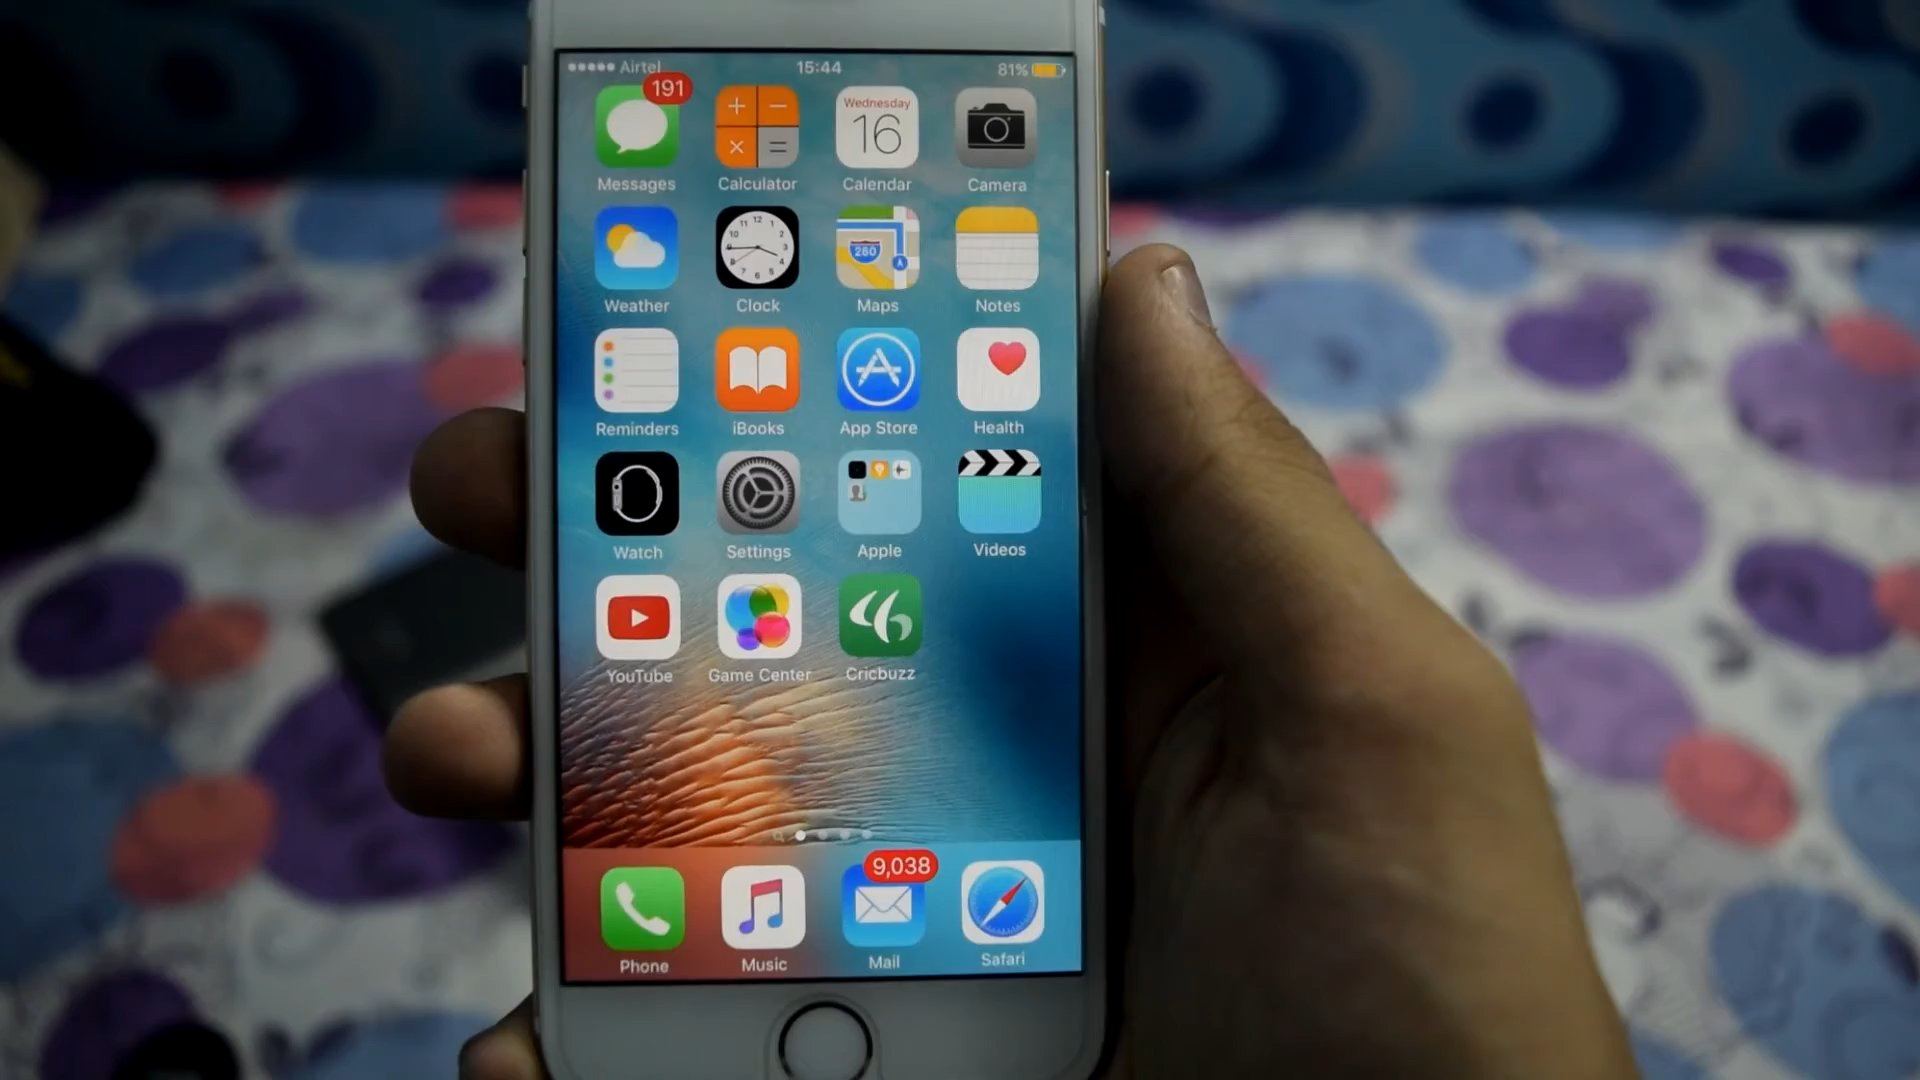 Airtel 15:44 81%
191
Wednesday
16
Messages Calculator Calendar Camera
280
Weather Clock Maps Notes
Reminders iBooks App Store Health
Watch Settings Apple Videos
YouTube Game Center Cricbuzz
9,038
Phone Music Mail Safari